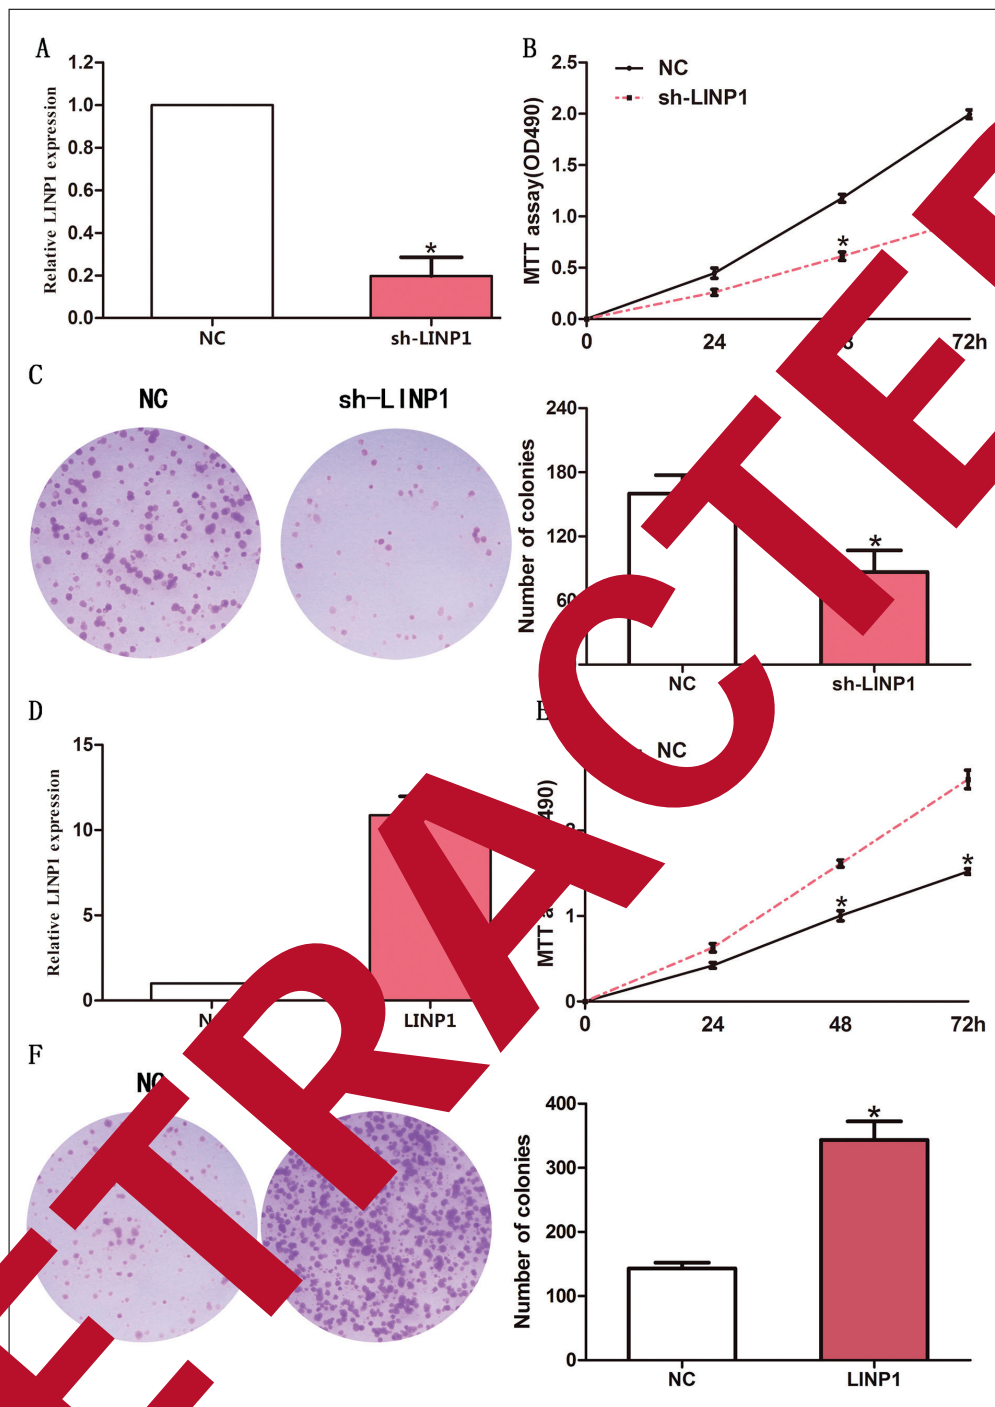 A
1.2
1.0
0.8
0.6
0.4
0.2
0.0
Relative LINP1 expression
*
NC
sh-LINP1
B
2.5
2.0
1.5
1.0
0.5
0.0
MTT assay(OD490)
NC
sh-LINP1
*
0
24
72h
C
NC
sh-LINP1
240
180
120
60
Number of colonies
*
NC
sh-LINP1
D
15
10
5
0
Relative LINP1 expression
LINP1
NC
490)
MTT a
1
0
*
*
0
24
48
72h
F
NC
400
300
200
100
0
Number of colonies
*
NC
LINP1
ETRACTE